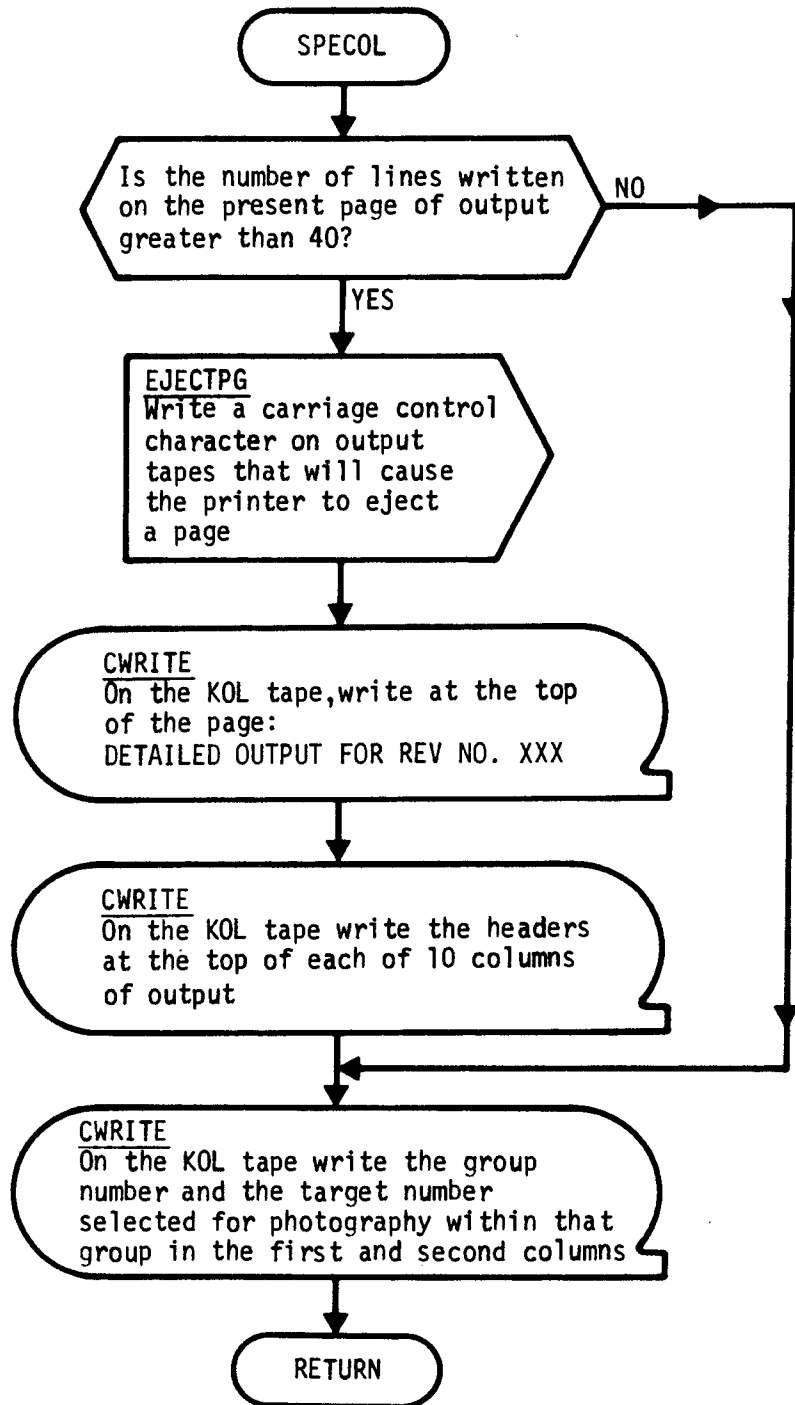 SPECOL
Is the number of lines written
on the present page of output
greater than 40?
NO
YES
EJECTPG
Write a carriage control
character on output
tapes that will cause
the printer to eject
a page
CWRITE
On the KOL tape,write at the top
of the page:
DETAILED OUTPUT FOR REV NO. XXX
CWRITE
On the KOL tape write the headers
at the top of each of 10 columns
of output
CWRITE
On the KOL tape write the group
number and the target number
selected for photography within that
group in the first and second columns
RETURN